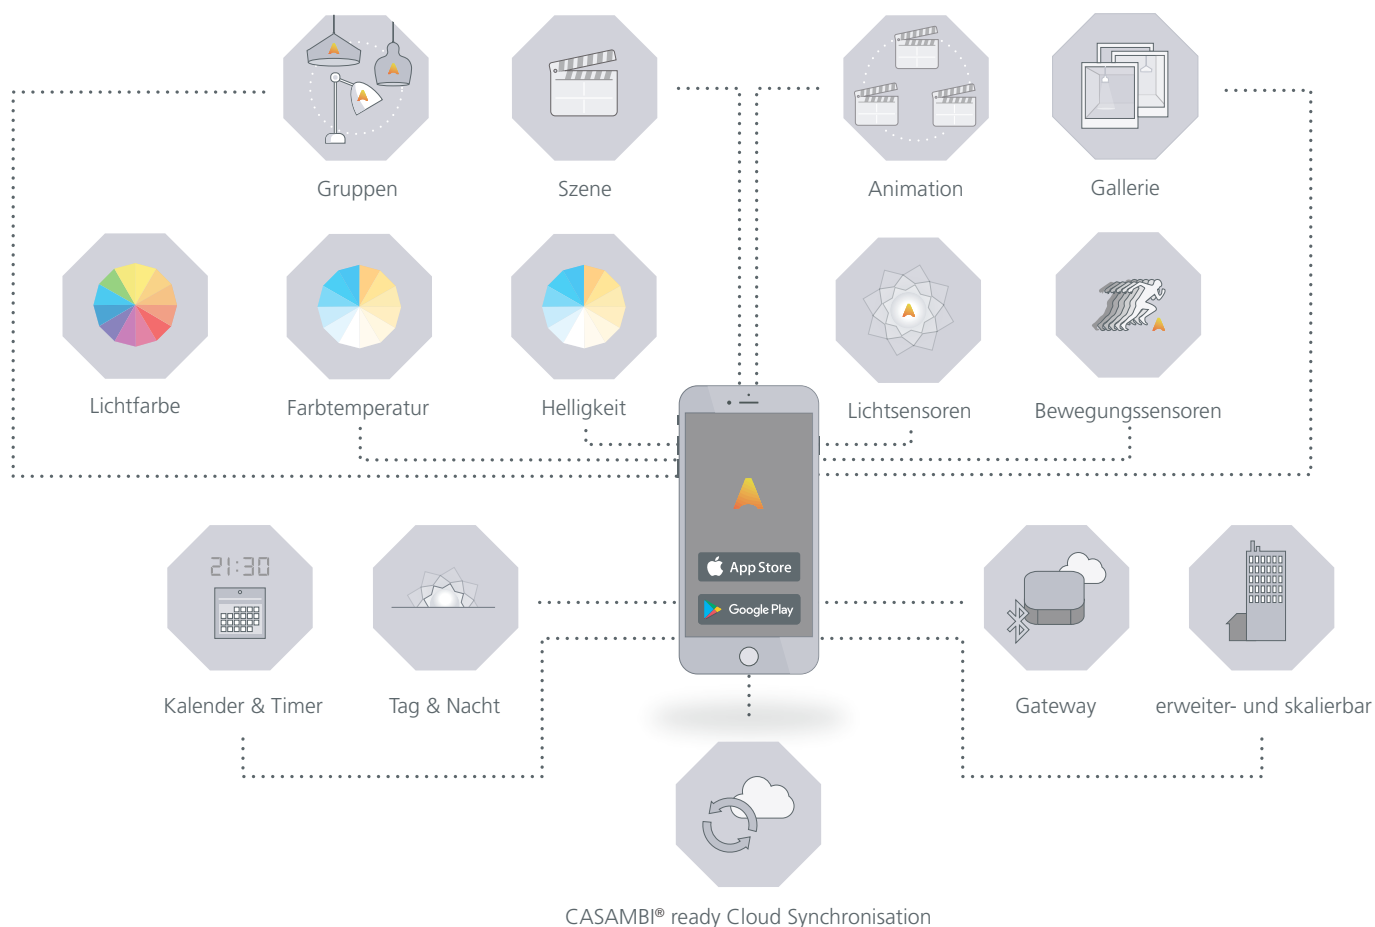 Gruppen
Szene
Animation
Gallerie
Lichtfarbe
Farbtemperatur
Helligkeit
Lichtsensoren
Bewegungssensoren
App Store
Google Play
21:30
Kalender & Timer
Tag & Nacht
Gateway
erweiter- und skalierbar
CASAMBI® ready Cloud Synchronisation